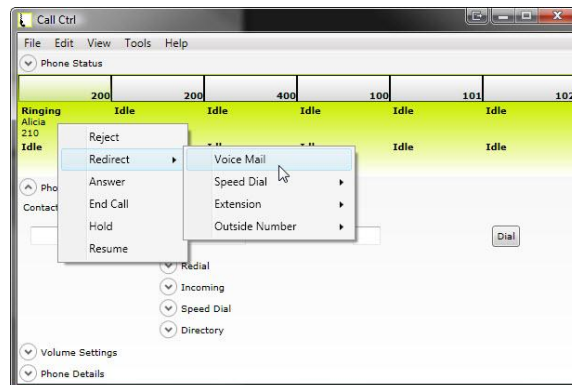 Call Ctrl
File Edit View Tools Help
Phone Status
200 200 400 100 101 102
Ringing Idle Idle Idle Idle Idle
Alicia
210
Idle Idle Idle
Reject
Redirect Voice Mail
Answer Speed Dial
End Call Extension
Hold Outside Number
Resume
Pho
Contac
Dial
Redial
Incoming
Speed Dial
Directory
Volume Settings
Phone Details